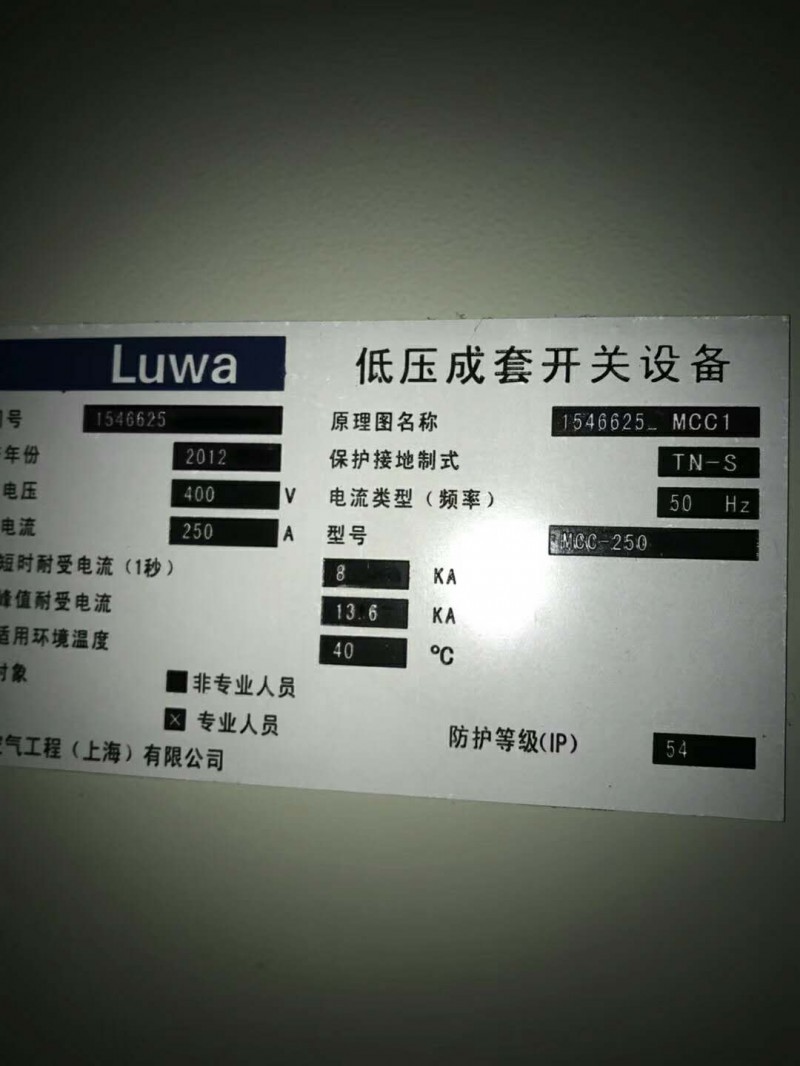 Luwa 低压成套开关设备
号 1546625 原理图名称 1546625_ MCC1
年份 2012 保护接地制式 TN-S
电压 400 V 电流类型（频率） 50 Hz
电流 250 A 型号 MCC-250
短时耐受电流（1秒） 8 KA
峰值耐受电流 13.6 KA
适用环境温度 40 ℃
对象 非专业人员
☒ 专业人员
气工程（上海）有限公司 防护等级(IP) 54